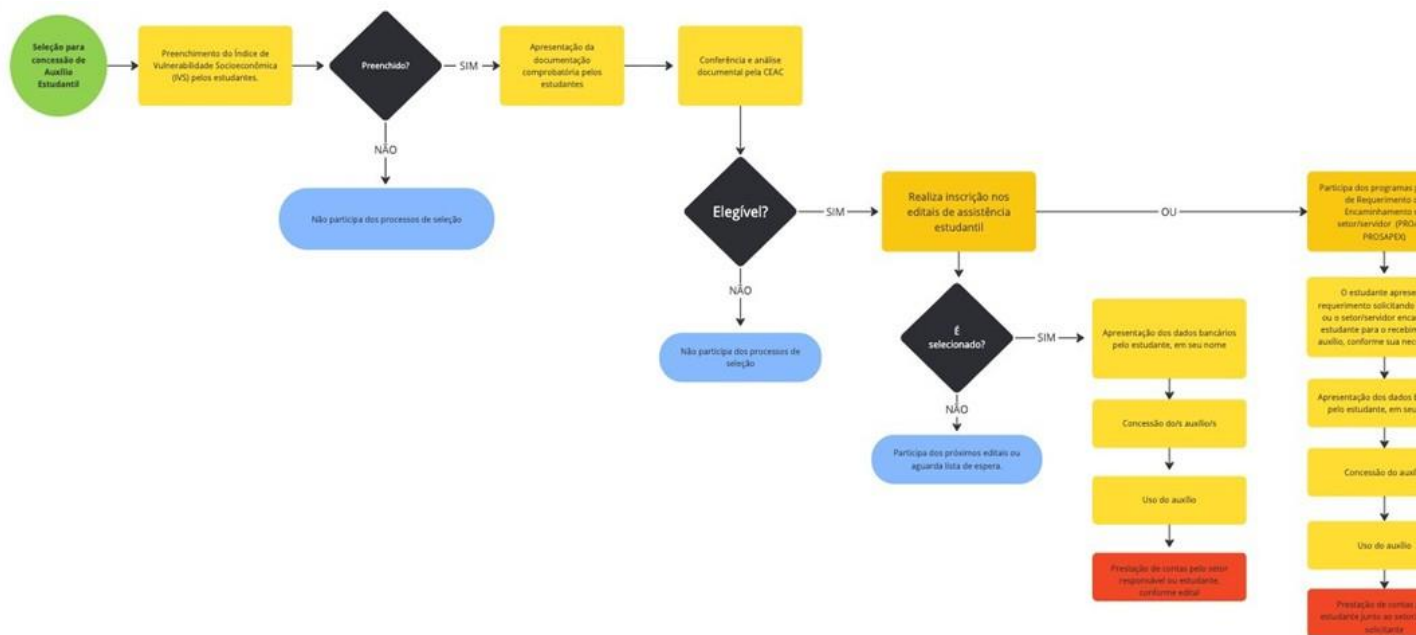 Seleção para
concessão de
Auxílio
Estudantil
Preenchimento do Índice de
Vulnerabilidade Socioeconômica
(IVS) pelos estudantes.
Preenchido?
SIM
Apresentação da
documentação
comprobatória pelos
estudantes
Conferência e análise
documental pela CEAC
NÃO
Não participa dos processos de seleção
Elegível?
SIM
Realiza inscrição nos
editais de assistência
estudantil
OU
Participa dos programas
de Requerimento
Encaminhamento
setor/servidor
PROSAPEX)
NÃO
Não participa dos processos de
seleção
É
selecionado?
SIM
Apresentação dos dados bancários
pelo estudante, em seu nome
NÃO
Participa dos próximos editais ou
aguarda lista de espera.
Concessão do/s auxílio/s
Uso do auxílio
Prestação de contas pelo setor
responsável ou estudante,
conforme edital
O estudante
requerimento solicitando
ou o setor/servidor
estudante para o
auxílio, conforme sua
Apresentação dos dados
pelo estudante, em seu
Concessão do
Uso do auxílio
Prestação de contas
estudante junto ao
solicitante